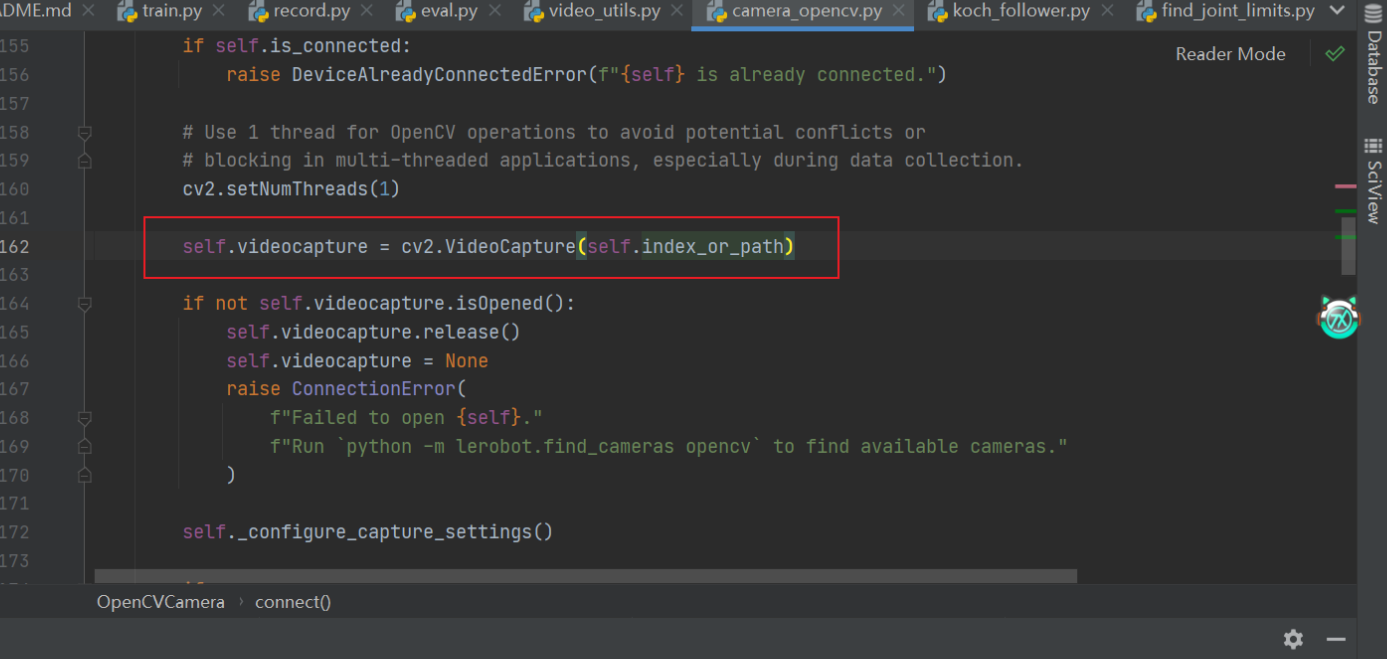 ADME.md train.py record.py eval.py video_utils.py camera_opencv.py koch_follower.py find_joint_limits.py
Reader Mode
Database
SciView
155 if self.is_connected:
156 raise DeviceAlreadyConnectedError(f"{self} is already connected.")
157
158 # Use 1 thread for OpenCV operations to avoid potential conflicts or
159 # blocking in multi-threaded applications, especially during data collection.
160 cv2.setNumThreads(1)
161
162 self.videocapture = cv2.VideoCapture(self.index_or_path)
163
164 if not self.videocapture.isOpened():
165 self.videocapture.release()
166 self.videocapture = None
167 raise ConnectionError(
168 f"Failed to open {self}."
169 f"Run `python -m lerobot.find_cameras opencv` to find available cameras."
170 )
171
172 self._configure_capture_settings()
173
7X
OpenCVCamera › connect()